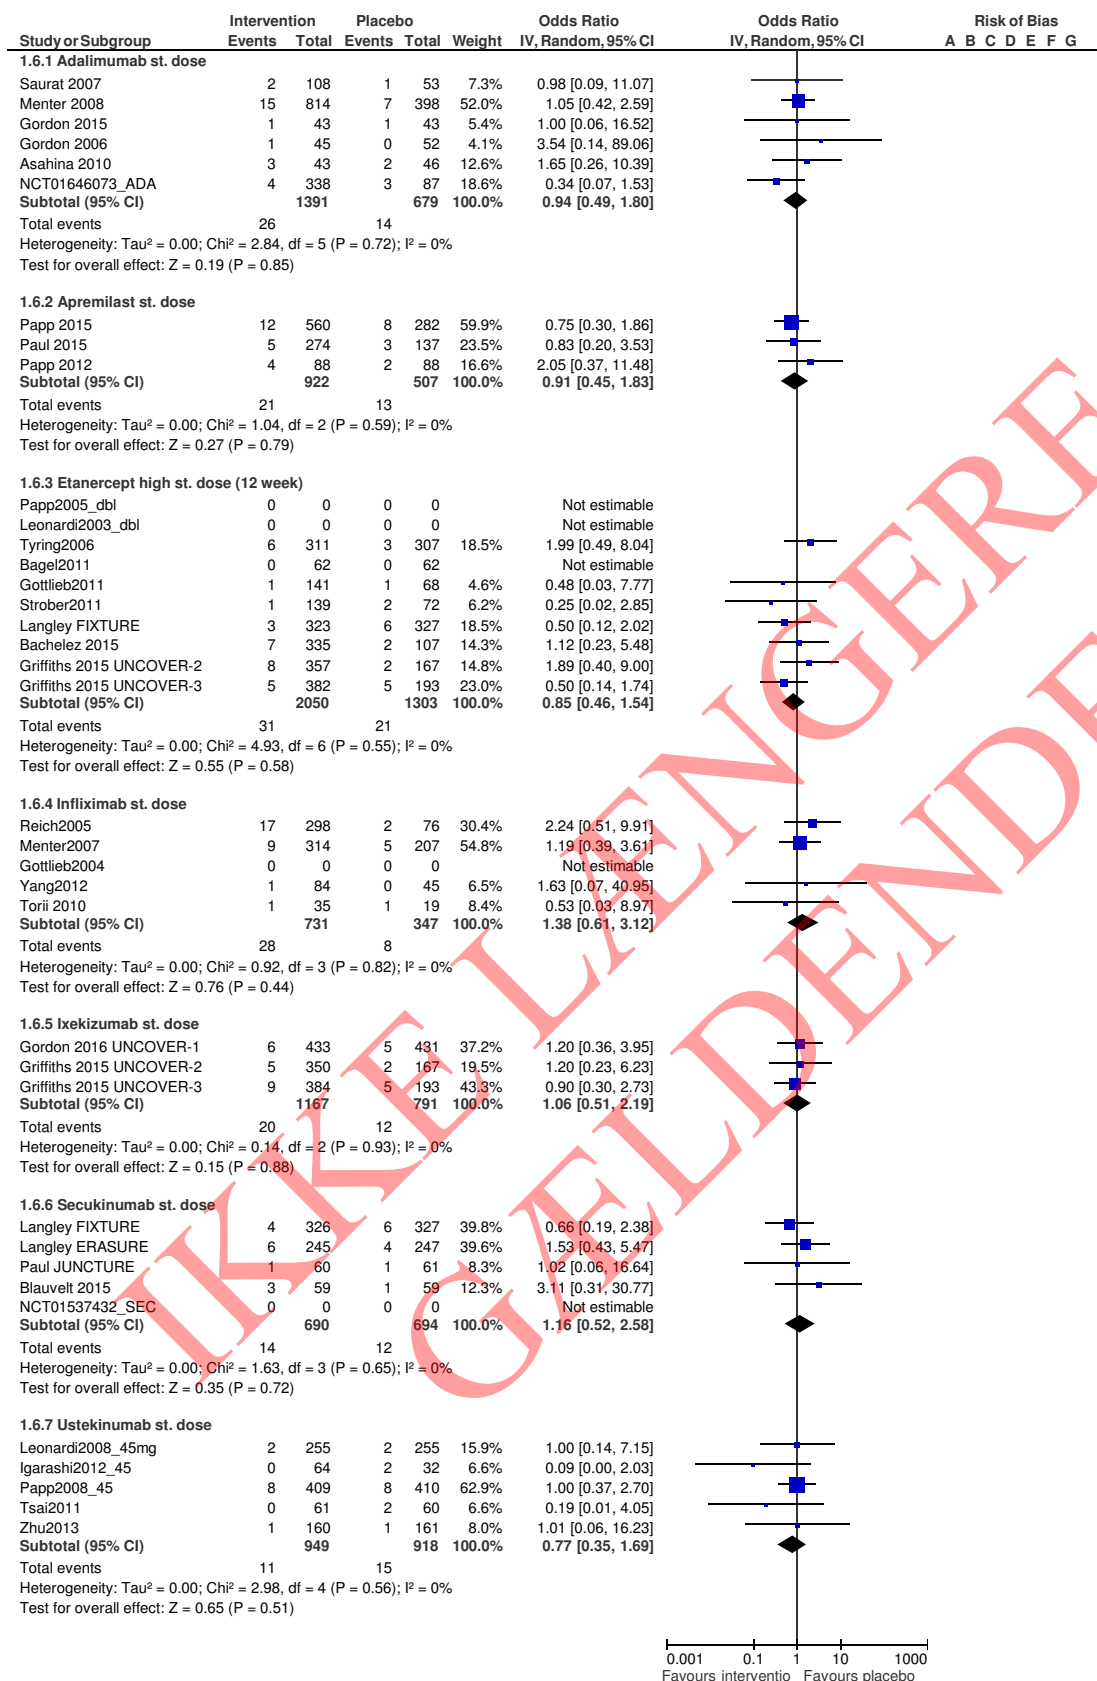 Intervention Placebo Odds Ratio Odds Ratio Risk of Bias
Study or Subgroup Events Total Events Total Weight IV, Random, 95% CI IV, Random, 95% CI A B C D E F G
1.6.1 Adalimumab st. dose
Saurat 2007 2 108 1 53 7.3% 0.98 [0.09, 11.07]
Menter 2008 15 814 7 398 52.0% 1.05 [0.42, 2.59]
Gordon 2015 1 43 1 43 5.4% 1.00 [0.06, 16.52]
Gordon 2006 1 45 0 52 4.1% 3.54 [0.14, 89.06]
Asahina 2010 3 43 2 46 12.6% 1.65 [0.26, 10.39]
NCT01646073_ADA 4 338 3 87 18.6% 0.34 [0.07, 1.53]
Subtotal (95% CI) 1391 679 100.0% 0.94 [0.49, 1.80]
Total events 26 14
Heterogeneity: Tau² = 0.00; Chi² = 2.84, df = 5 (P = 0.72); I² = 0%
Test for overall effect: Z = 0.19 (P = 0.85)
1.6.2 Apremilast st. dose
Papp 2015 12 560 8 282 59.9% 0.75 [0.30, 1.86]
Paul 2015 5 274 3 137 23.5% 0.83 [0.20, 3.53]
Papp 2012 4 88 2 88 16.6% 2.05 [0.37, 11.48]
Subtotal (95% CI) 922 507 100.0% 0.91 [0.45, 1.83]
Total events 21 13
Heterogeneity: Tau² = 0.00; Chi² = 1.04, df = 2 (P = 0.59); I² = 0%
Test for overall effect: Z = 0.27 (P = 0.79)
1.6.3 Etanercept high st. dose (12 week)
Papp2005_dbl 0 0 0 0 Not estimable
Leonardi2003_dbl 0 0 0 0 Not estimable
Tyring2006 6 311 3 307 18.5% 1.99 [0.49, 8.04]
Bagel2011 0 62 0 62 Not estimable
Gottlieb2011 1 141 1 68 4.6% 0.48 [0.03, 7.77]
Strober2011 1 139 2 72 6.2% 0.25 [0.02, 2.85]
Langley FIXTURE 3 323 6 327 18.5% 0.50 [0.12, 2.02]
Bachelez 2015 7 335 2 107 14.3% 1.12 [0.23, 5.48]
Griffiths 2015 UNCOVER-2 8 357 2 167 14.8% 1.89 [0.40, 9.00]
Griffiths 2015 UNCOVER-3 5 382 5 193 23.0% 0.50 [0.14, 1.74]
Subtotal (95% CI) 2050 1303 100.0% 0.85 [0.46, 1.54]
Total events 31 21
Heterogeneity: Tau² = 0.00; Chi² = 4.93, df = 6 (P = 0.55); I² = 0%
Test for overall effect: Z = 0.55 (P = 0.58)
1.6.4 Infliximab st. dose
Reich2005 17 298 2 76 30.4% 2.24 [0.51, 9.91]
Menter2007 9 314 5 207 54.8% 1.19 [0.39, 3.61]
Gottlieb2004 0 0 0 0 Not estimable
Yang2012 1 84 0 45 6.5% 1.63 [0.07, 40.95]
Torii 2010 1 35 1 19 8.4% 0.53 [0.03, 8.97]
Subtotal (95% CI) 731 347 100.0% 1.38 [0.61, 3.12]
Total events 28 8
Heterogeneity: Tau² = 0.00; Chi² = 0.92, df = 3 (P = 0.82); I² = 0%
Test for overall effect: Z = 0.76 (P = 0.44)
1.6.5 Ixekizumab st. dose
Gordon 2016 UNCOVER-1 6 433 5 431 37.2% 1.20 [0.36, 3.95]
Griffiths 2015 UNCOVER-2 5 350 2 167 19.5% 1.20 [0.23, 6.23]
Griffiths 2015 UNCOVER-3 9 384 5 193 43.3% 0.90 [0.30, 2.73]
Subtotal (95% CI) 1167 791 100.0% 1.06 [0.51, 2.19]
Total events 20 12
Heterogeneity: Tau² = 0.00; Chi² = 0.14, df = 2 (P = 0.93); I² = 0%
Test for overall effect: Z = 0.15 (P = 0.88)
1.6.6 Secukinumab st. dose
Langley FIXTURE 4 326 6 327 39.8% 0.66 [0.19, 2.38]
Langley ERASURE 6 245 4 247 39.6% 1.53 [0.43, 5.47]
Paul JUNCTURE 1 60 1 61 8.3% 1.02 [0.06, 16.64]
Blauvelt 2015 3 59 1 59 12.3% 3.11 [0.31, 30.77]
NCT01537432_SEC 0 0 0 0 Not estimable
Subtotal (95% CI) 690 694 100.0% 1.16 [0.52, 2.58]
Total events 14 12
Heterogeneity: Tau² = 0.00; Chi² = 1.63, df = 3 (P = 0.65); I² = 0%
Test for overall effect: Z = 0.35 (P = 0.72)
1.6.7 Ustekinumab st. dose
Leonardi2008_45mg 2 255 2 255 15.9% 1.00 [0.14, 7.15]
Igarashi2012_45 0 64 2 32 6.6% 0.09 [0.00, 2.03]
Papp2008_45 8 409 8 410 62.9% 1.00 [0.37, 2.70]
Tsai2011 0 61 2 60 6.6% 0.19 [0.01, 4.05]
Zhu2013 1 160 1 161 8.0% 1.01 [0.06, 16.23]
Subtotal (95% CI) 949 918 100.0% 0.77 [0.35, 1.69]
Total events 11 15
Heterogeneity: Tau² = 0.00; Chi² = 2.98, df = 4 (P = 0.56); I² = 0%
Test for overall effect: Z = 0.65 (P = 0.51)
0.001 0.1 1 10 1000
Favours interventio Favours placebo
IKKE LÆNGERE
GÆLDENDE